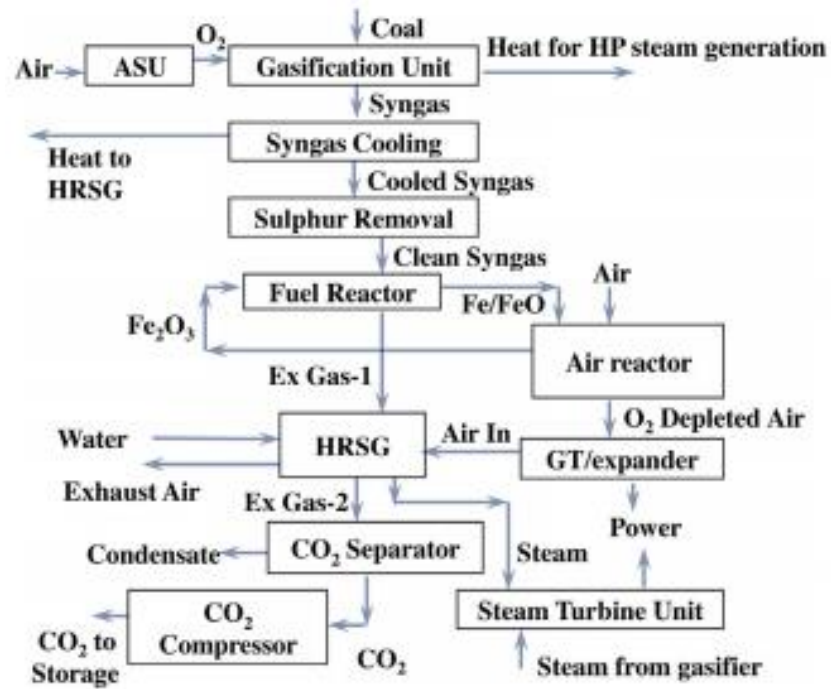 Coal
O₂
Heat for HP steam generation
Air
ASU
Gasification Unit
Syngas
Syngas Cooling
Heat to
HRSG
Cooled Syngas
Sulphur Removal
Clean Syngas
Air
Fuel Reactor
Fe/FeO
Fe₂O₃
Air reactor
Ex Gas-1
O₂ Depleted Air
Water
Air In
HRSG
GT/expander
Exhaust Air
Ex Gas-2
Power
CO₂ Separator
Condensate
Steam
CO₂
Compressor
Steam Turbine Unit
CO₂ to
Storage
CO₂
Steam from gasifier